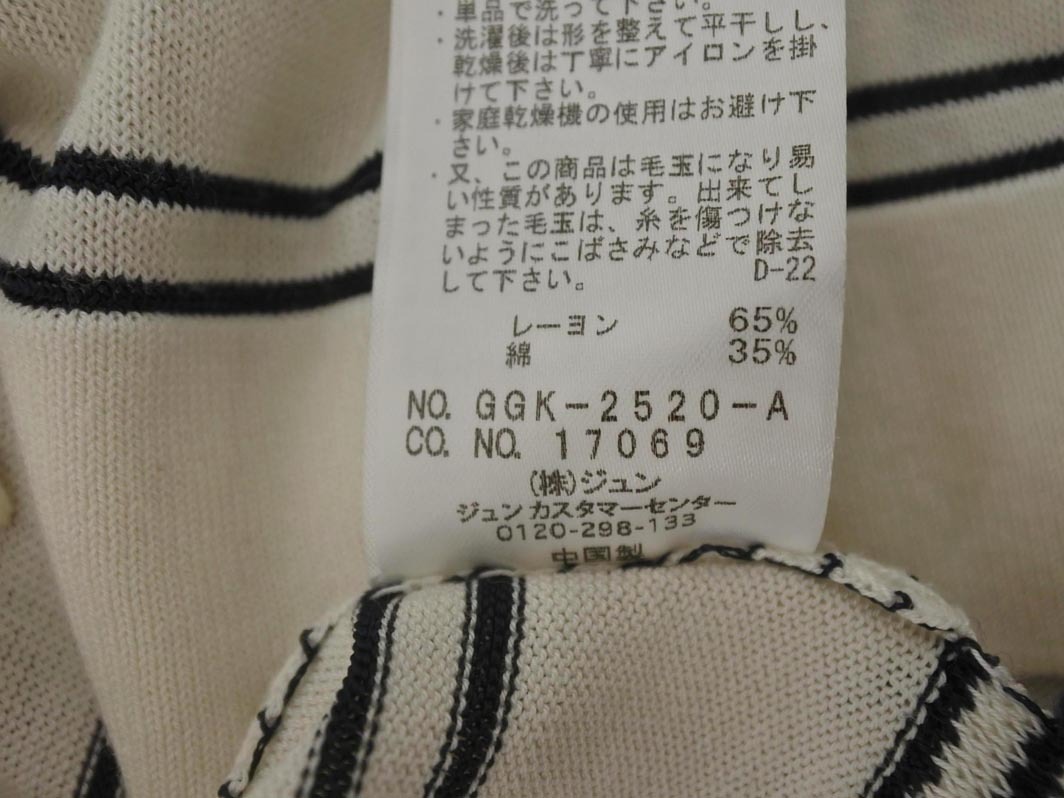 ・単品で洗って下さい。
・洗濯後は形を整えて平干しし、
乾燥後は丁寧にアイロンを掛
けて下さい。
・家庭乾燥機の使用はお避け下
さい。
・又、この商品は毛玉になり易
い性質があります。出来てし
まった毛玉は、糸を傷つけな
いようにこばさみなどで除去
して下さい。 D-22
レーヨン 65%
綿 35%
NO. GGK-2520-A
CO. NO. 17069
(株)ジュン
ジュン カスタマーセンター
0120-298-133
中国製